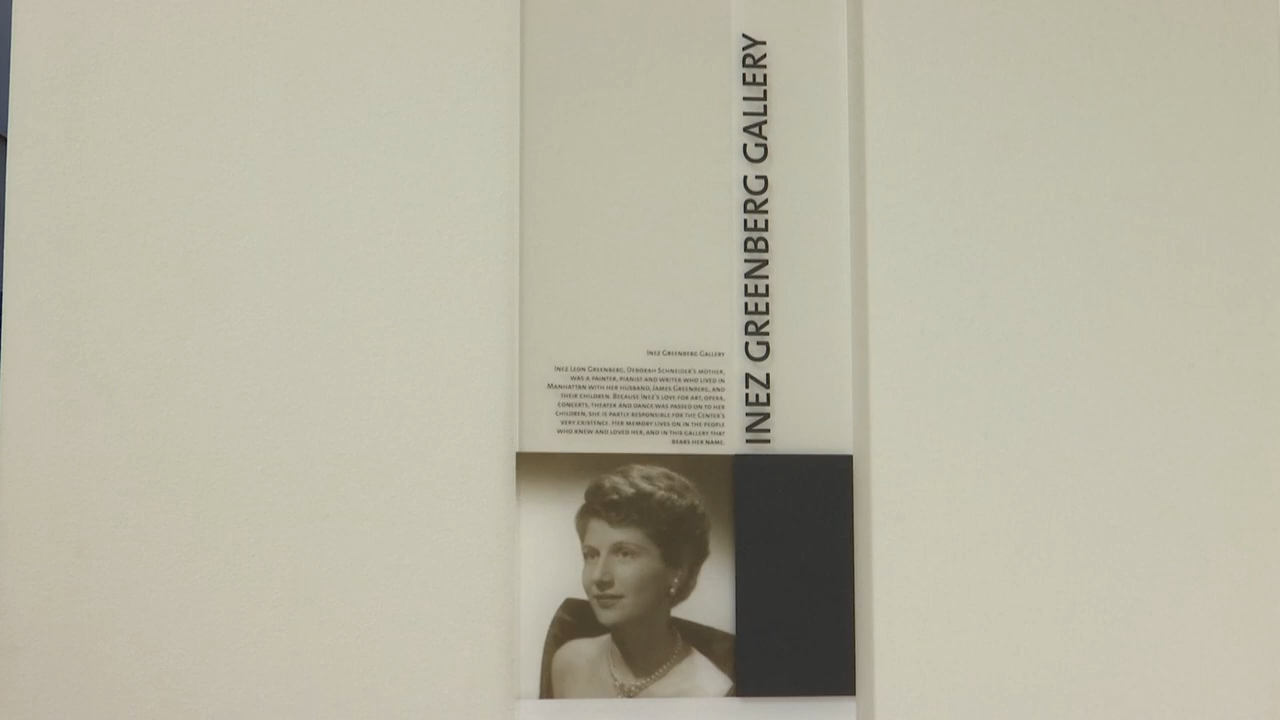 INEZ GREENBERG GALLERY
INEZ GREENBERG GALLERY
INEZ LEON GREENBERG, DEBORAH SCHNEIDER'S MOTHER,
WAS A PAINTER, PIANIST AND WRITER WHO LIVED IN
MANHATTAN WITH HER HUSBAND, JAMES GREENBERG, AND
THEIR CHILDREN. BECAUSE INEZ'S LOVE FOR ART, OPERA,
CONCERTS, THEATER AND DANCE WAS PASSED ON TO HER
CHILDREN, SHE IS PARTLY RESPONSIBLE FOR THE CENTER'S
VERY EXISTENCE. HER MEMORY LIVES ON IN THE PEOPLE
WHO KNEW AND LOVED HER, AND IN THIS GALLERY THAT
BEARS HER NAME.